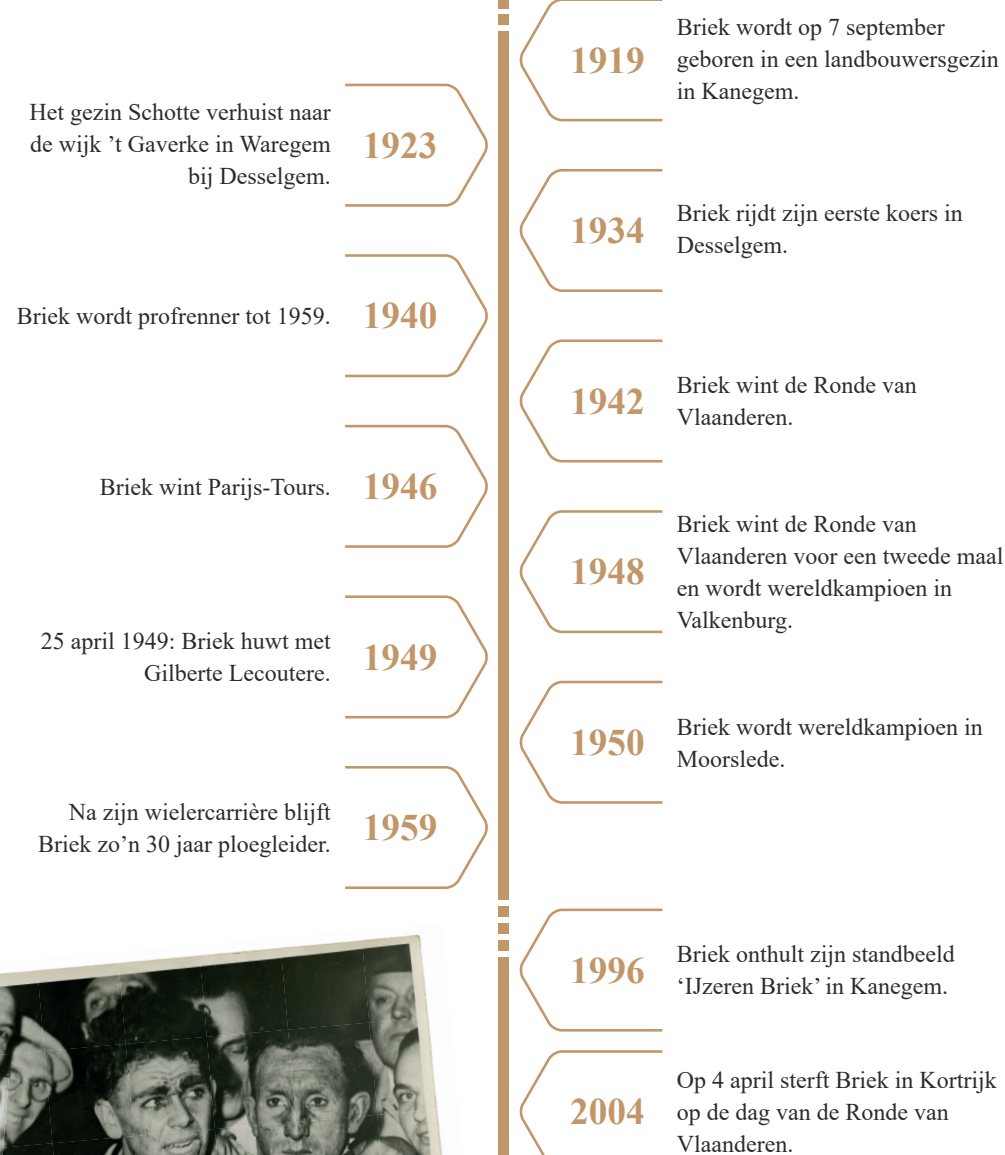 1919
Briek wordt op 7 september
geboren in een landbouwersgezin
in Kanegem.
Het gezin Schotte verhuist naar
de wijk ’t Gaverke in Waregem
bij Desselgem.
1923
1934
Briek rijdt zijn eerste koers in
Desselgem.
Briek wordt profrenner tot 1959.
1940
1942
Briek wint de Ronde van
Vlaanderen.
Briek wint Parijs-Tours.
1946
1948
Briek wint de Ronde van
Vlaanderen voor een tweede maal
en wordt wereldkampioen in
Valkenburg.
25 april 1949: Briek huwt met
Gilberte Lecoutere.
1949
1950
Briek wordt wereldkampioen in
Moorslede.
Na zijn wielercarrière blijft
Briek zo’n 30 jaar ploegleider.
1959
1996
Briek onthult zijn standbeeld
‘IJzeren Briek’ in Kanegem.
2004
Op 4 april sterft Briek in Kortrijk
op de dag van de Ronde van
Vlaanderen.